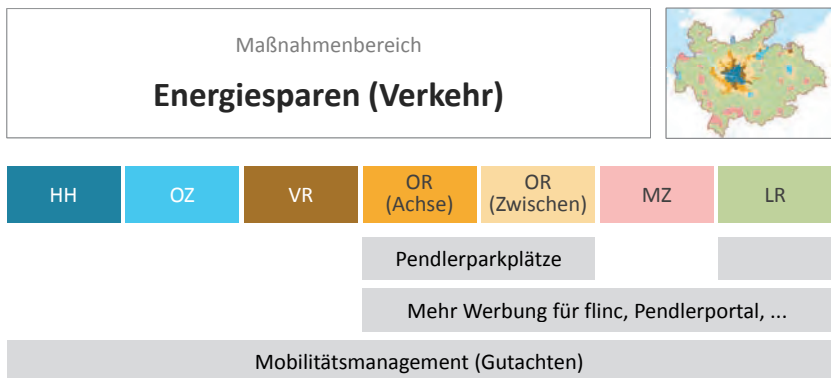 Maßnahmenbereich
Energiesparen (Verkehr)
HH
OZ
VR
OR
(Achse)
OR
(Zwischen)
MZ
LR
Pendlerparkplätze
Mehr Werbung für flinc, Pendlerportal, ...
Mobilitätsmanagement (Gutachten)